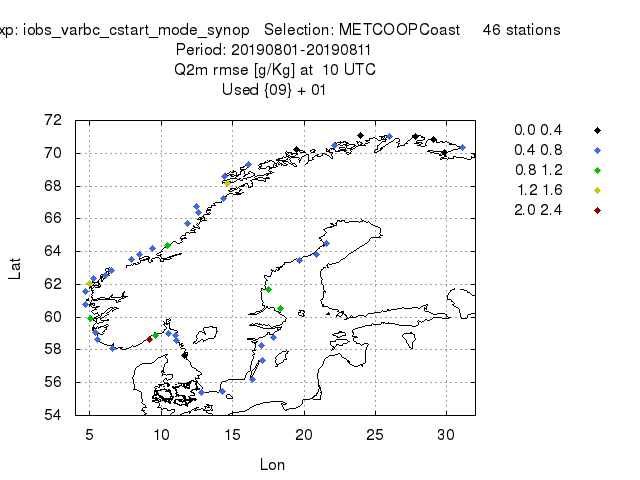 xp: iobs_varbc_cstart_mode_synop Selection: METCOOPCoast 46 stations
Period: 20190801-20190811
Q2m rmse [g/Kg] at 10 UTC
Used {09} + 01
72
70
68
66
64
62
60
58
56
54
5 10 15 20 25 30
Lat
Lon
0.0 0.4
0.4 0.8
0.8 1.2
1.2 1.6
2.0 2.4